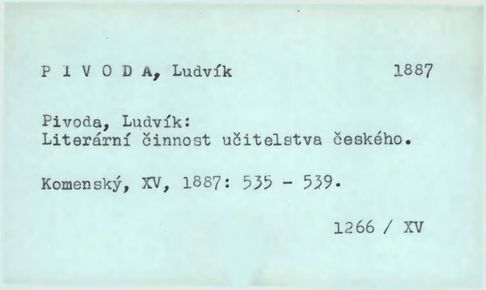 P I V O D A, Ludvík 1887
Pivoda, Ludvík:
Literární činnost učitelstva českého.
Komenský, XV, 1887: 535 - 539.
1266 / XV